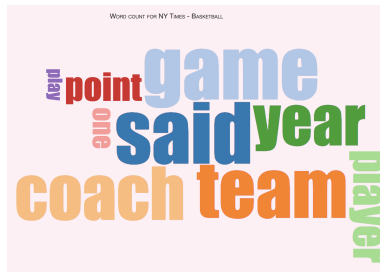 Word count for NY Times - Basketball
game
play
point
one
said
year
coach
team
player